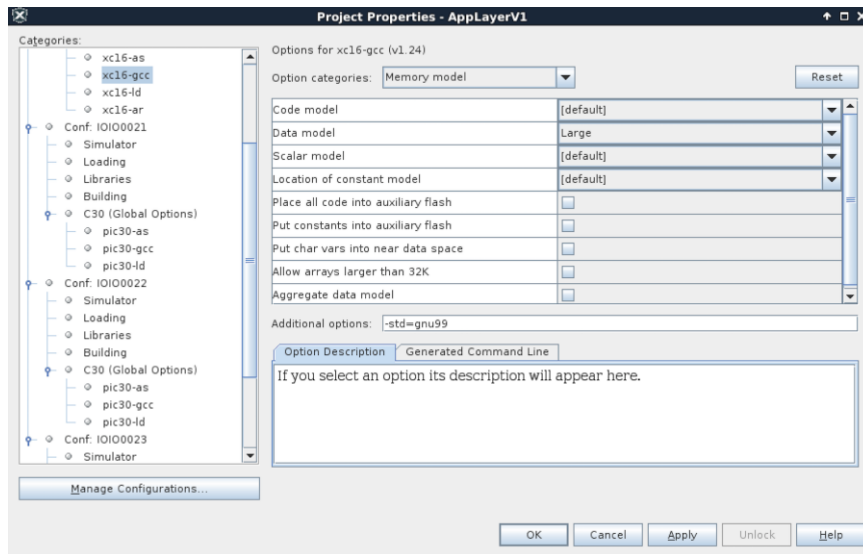 Project Properties - AppLayerV1
Categories:
xc16-as
xc16-gcc
xc16-ld
xc16-ar
Conf: IOIO0021
Simulator
Loading
Libraries
Building
C30 (Global Options)
pic30-as
pic30-gcc
pic30-ld
Conf: IOIO0022
Simulator
Loading
Libraries
Building
C30 (Global Options)
pic30-as
pic30-gcc
pic30-ld
Conf: IOIO0023
Simulator
Manage Configurations...
Options for xc16-gcc (v1.24)
Option categories: Memory model Reset
Code model [default]
Data model Large
Scalar model [default]
Location of constant model [default]
Place all code into auxiliary flash
Put constants into auxiliary flash
Put char vars into near data space
Allow arrays larger than 32K
Aggregate data model
Additional options: -std=gnu99
Option Description Generated Command Line
If you select an option its description will appear here.
OK Cancel Apply Unlock Help